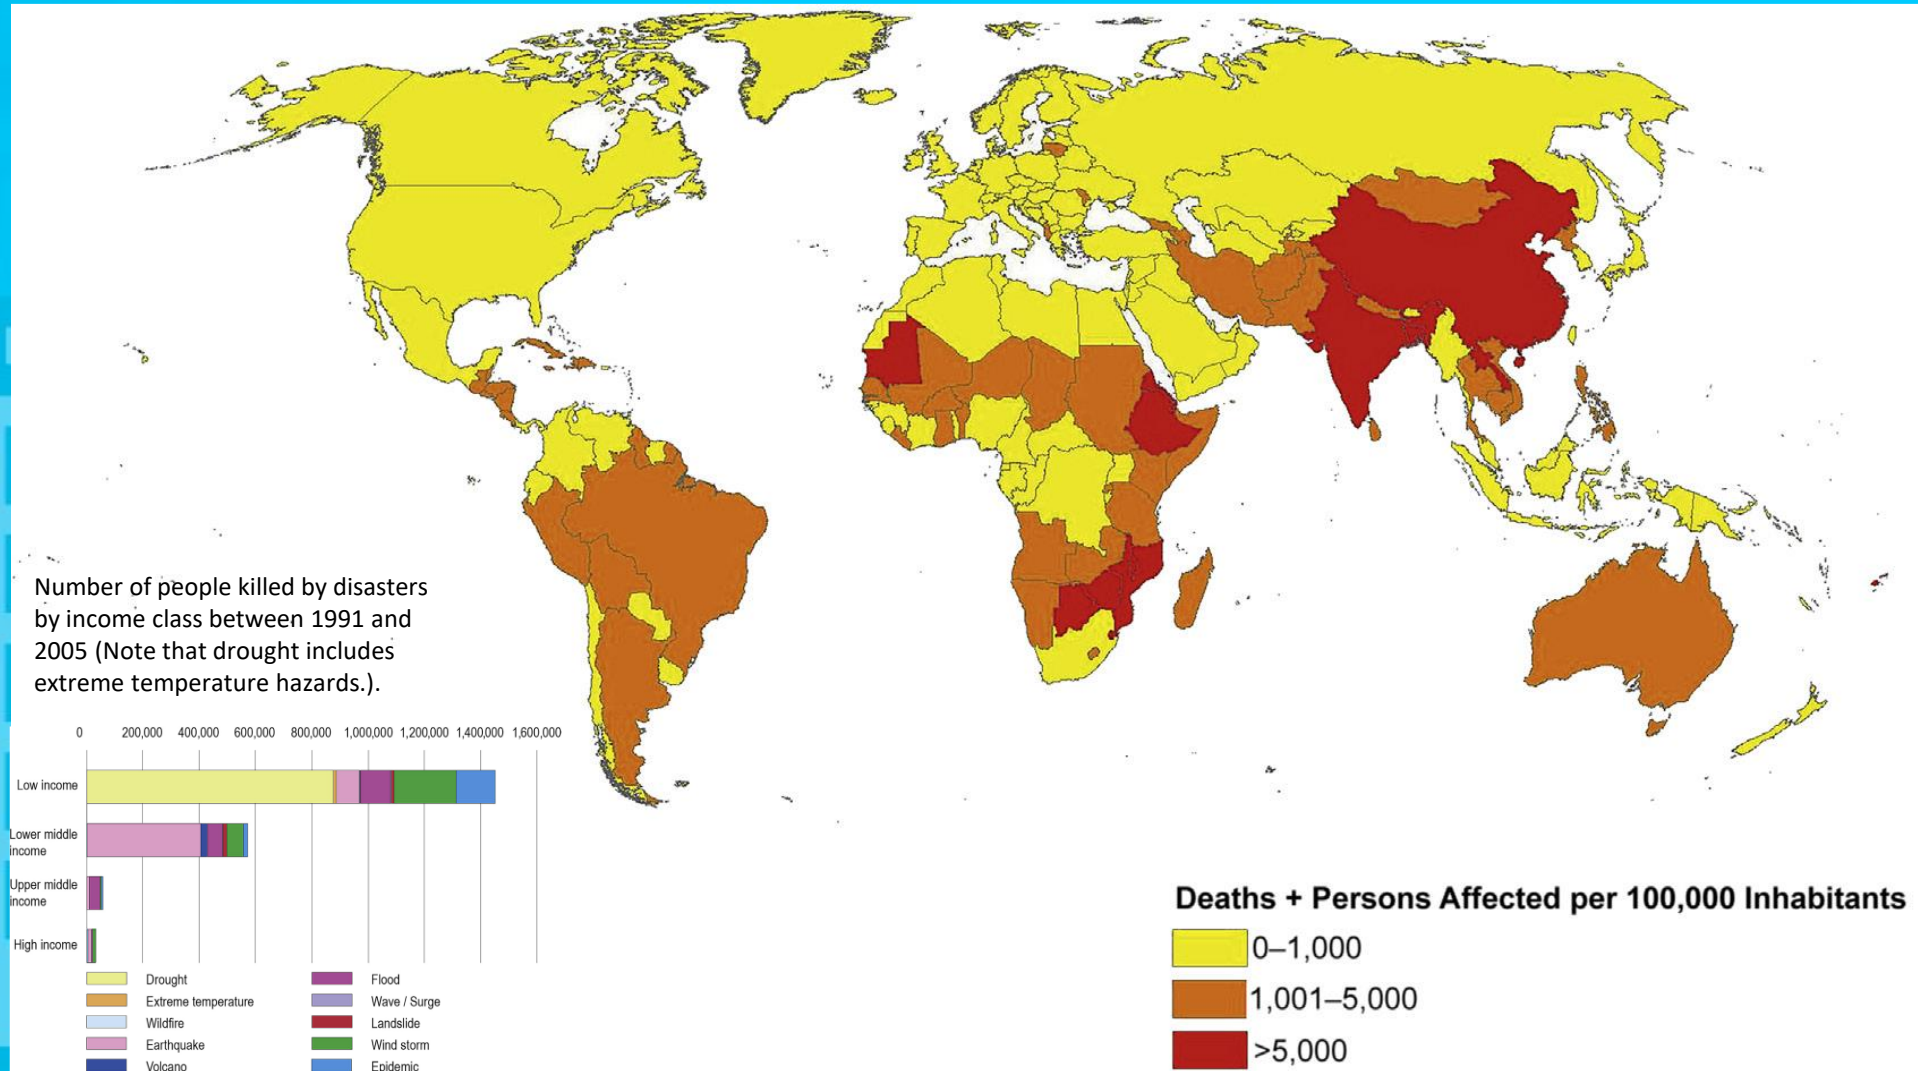 Number of people killed by disasters
by income class between 1991 and
2005 (Note that drought includes
extreme temperature hazards.).
0 200,000 400,000 600,000 800,000 1,000,000 1,200,000 1,400,000 1,600,000
Low income
Lower middle
income
Upper middle
income
High income
Drought
Extreme temperature
Wildfire
Earthquake
Volcano
Flood
Wave / Surge
Landslide
Wind storm
Epidemic
Deaths + Persons Affected per 100,000 Inhabitants
0–1,000
1,001–5,000
>5,000